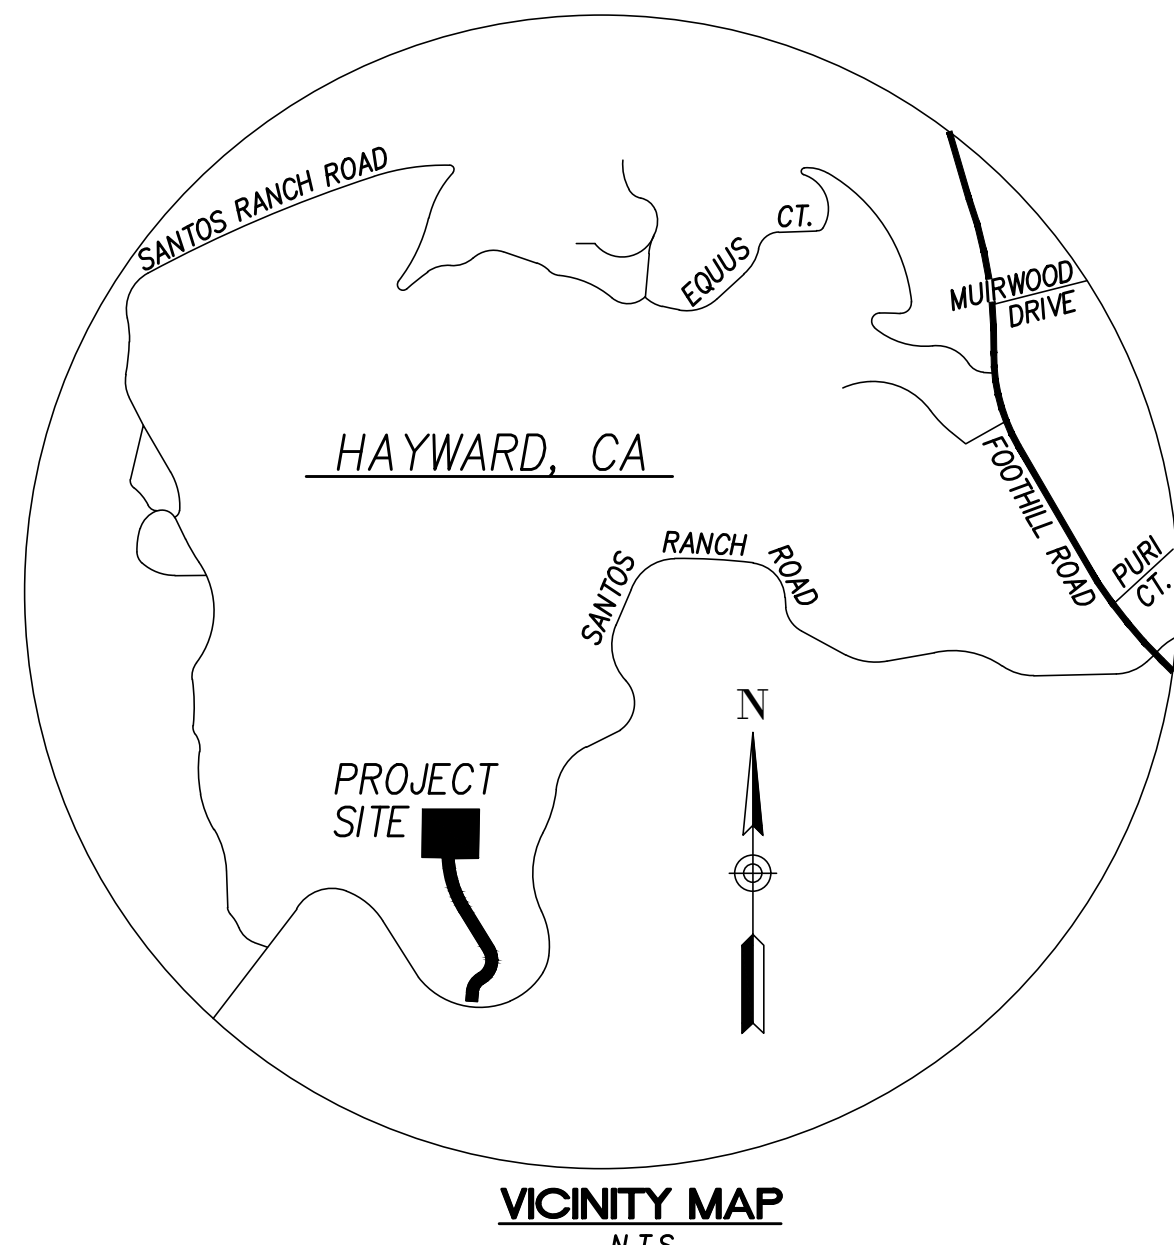 SANTOS RANCH ROAD
EQUUS CT.
MUIRWOOD
DRIVE
HAYWARD, CA
FOOTHILL ROAD
SANTOS RANCH ROAD
PURI
CT.
N
PROJECT
SITE
VICINITY MAP
N.T.S.